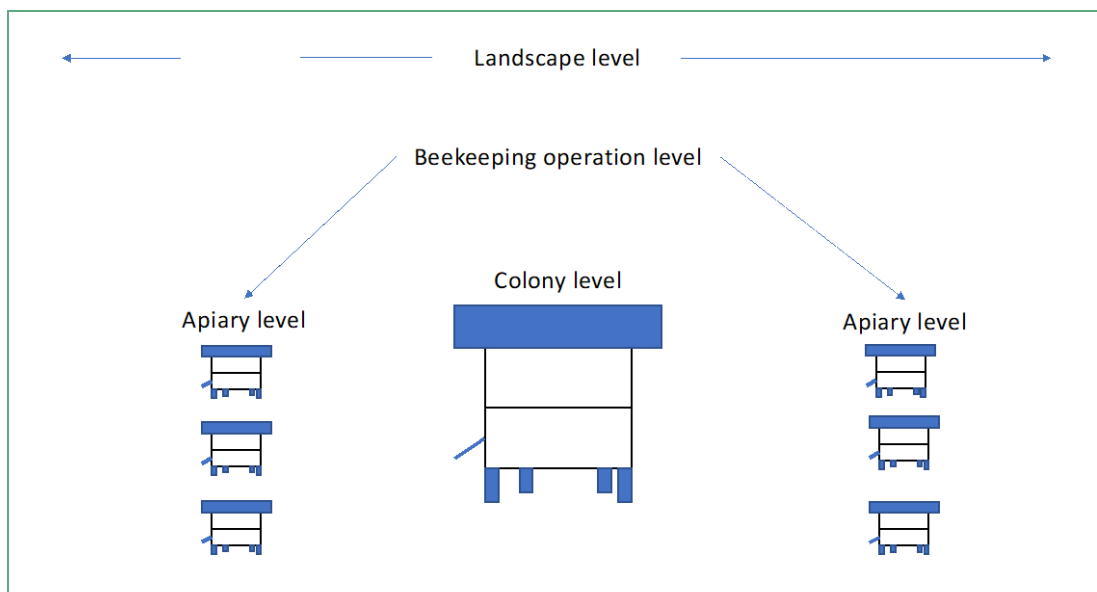 Landscape level
Beekeeping operation level
Colony level
Apiary level
Apiary level